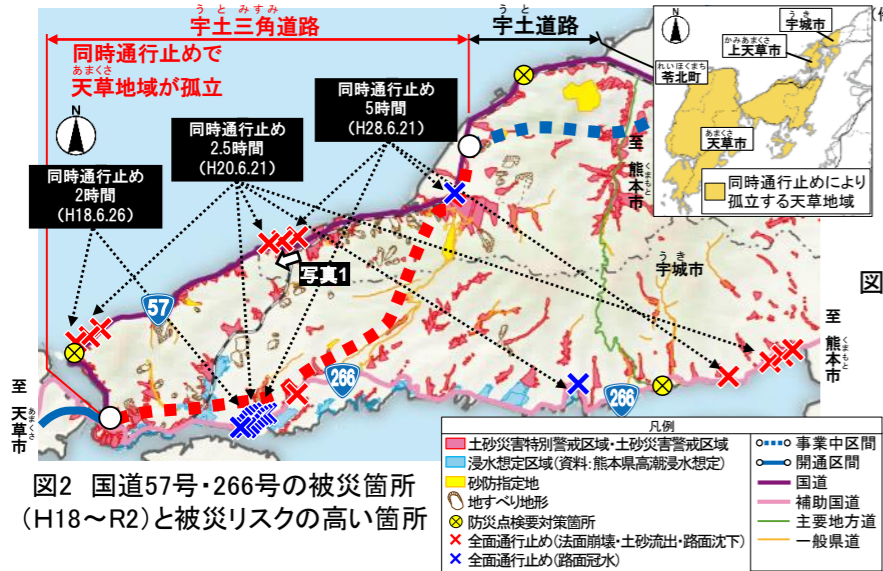 う と み すみ
宇土三角道路
う と
宇土道路
同時通行止めで
あまくさ
天草地域が孤立
同時通行止め
2時間
(H18.6.26)
同時通行止め
2.5時間
(H20.6.21)
同時通行止め
5時間
(H28.6.21)
写真1
57
266
266
う き
宇城市
至 熊本市
くまもと
至 熊本市
くまもと
至 天草市
あまくさ
う き
宇城市
かみあまくさ
上天草市
れいほくまち
苓北町
あまくさ
天草市
同時通行止めにより
孤立する天草地域
図
図2 国道57号・266号の被災箇所
(H18~R2)と被災リスクの高い箇所
凡例
土砂災害特別警戒区域・土砂災害警戒区域
浸水想定区域(資料:熊本県高潮浸水想定)
砂防指定地
地すべり地形
防災点検要対策箇所
全面通行止め(法面崩壊・土砂流出・路面沈下)
全面通行止め(路面冠水)
事業中区間
開通区間
国道
補助国道
主要地方道
一般県道